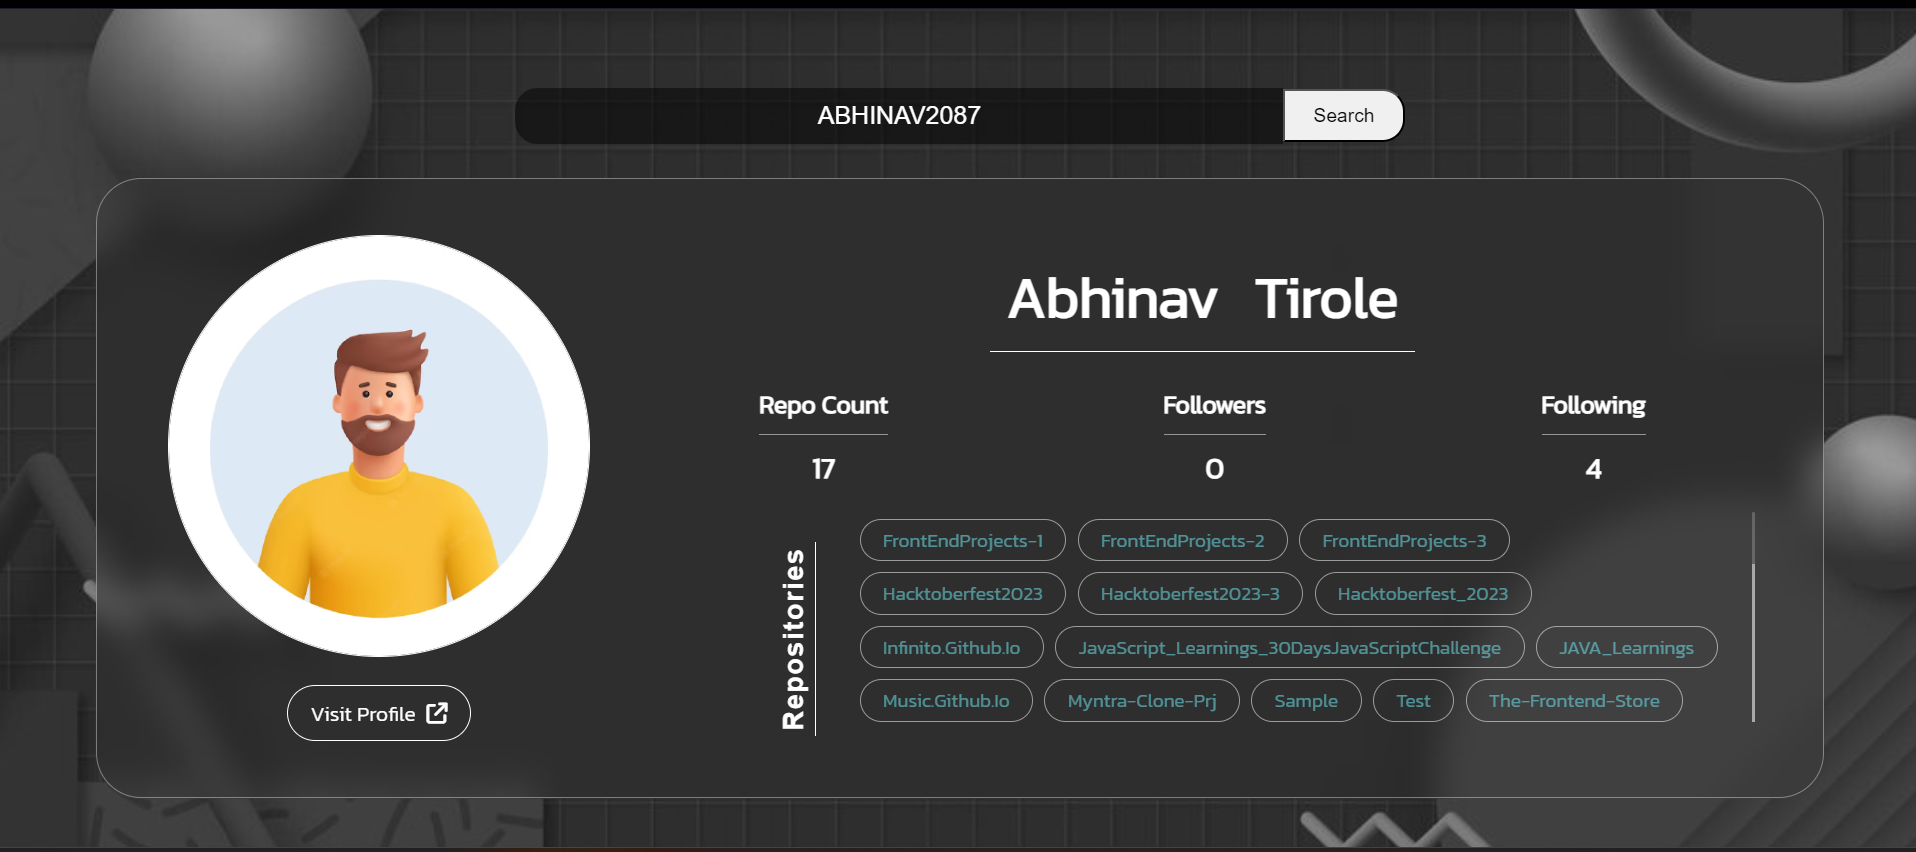 ABHINAV2087 Search
Abhinav Tirole
Repo Count Followers Following
17 0 4
Repositories
FrontEndProjects-1 FrontEndProjects-2 FrontEndProjects-3
Hacktoberfest2023 Hacktoberfest2023-3 Hacktoberfest_2023
Infinito.Github.Io JavaScript_Learnings_30DaysJavaScriptChallenge JAVA_Learnings
Music.Github.Io Myntra-Clone-Prj Sample Test The-Frontend-Store
Visit Profile